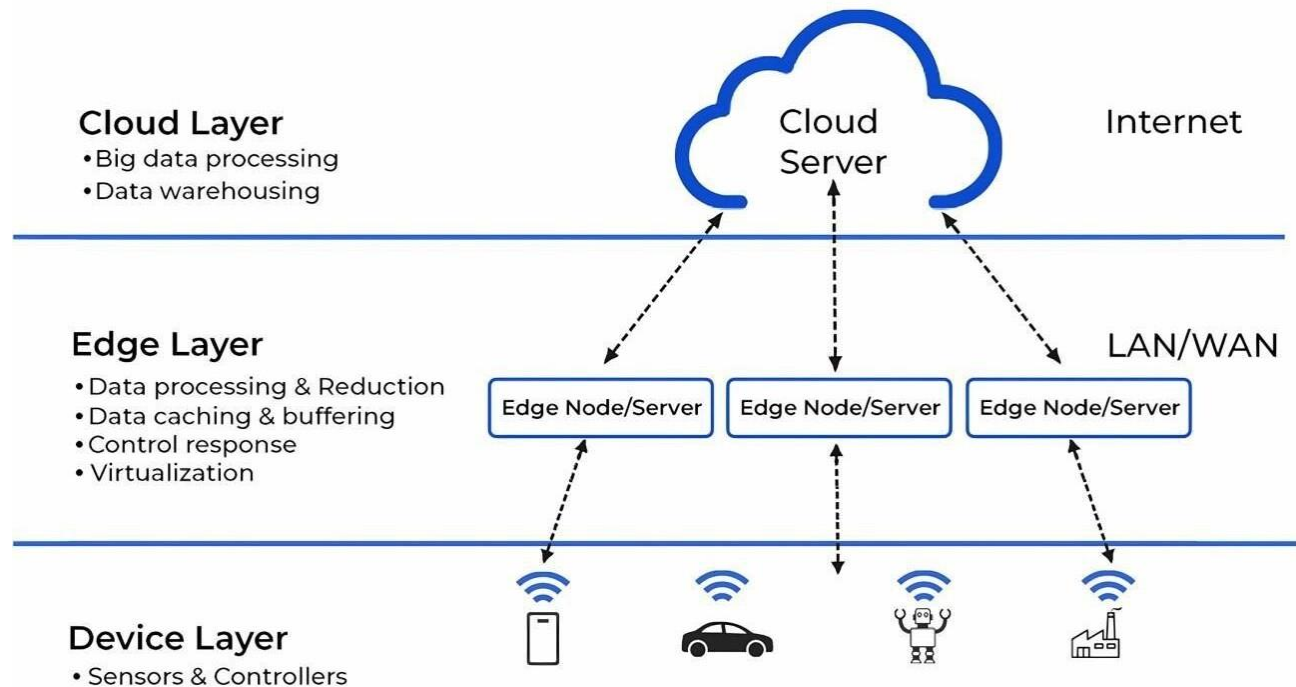 Cloud Layer
• Big data processing
• Data warehousing
Cloud
Server
Internet
Edge Layer
• Data processing & Reduction
• Data caching & buffering
• Control response
• Virtualization
LAN/WAN
Edge Node/Server
Edge Node/Server
Edge Node/Server
Device Layer
• Sensors & Controllers